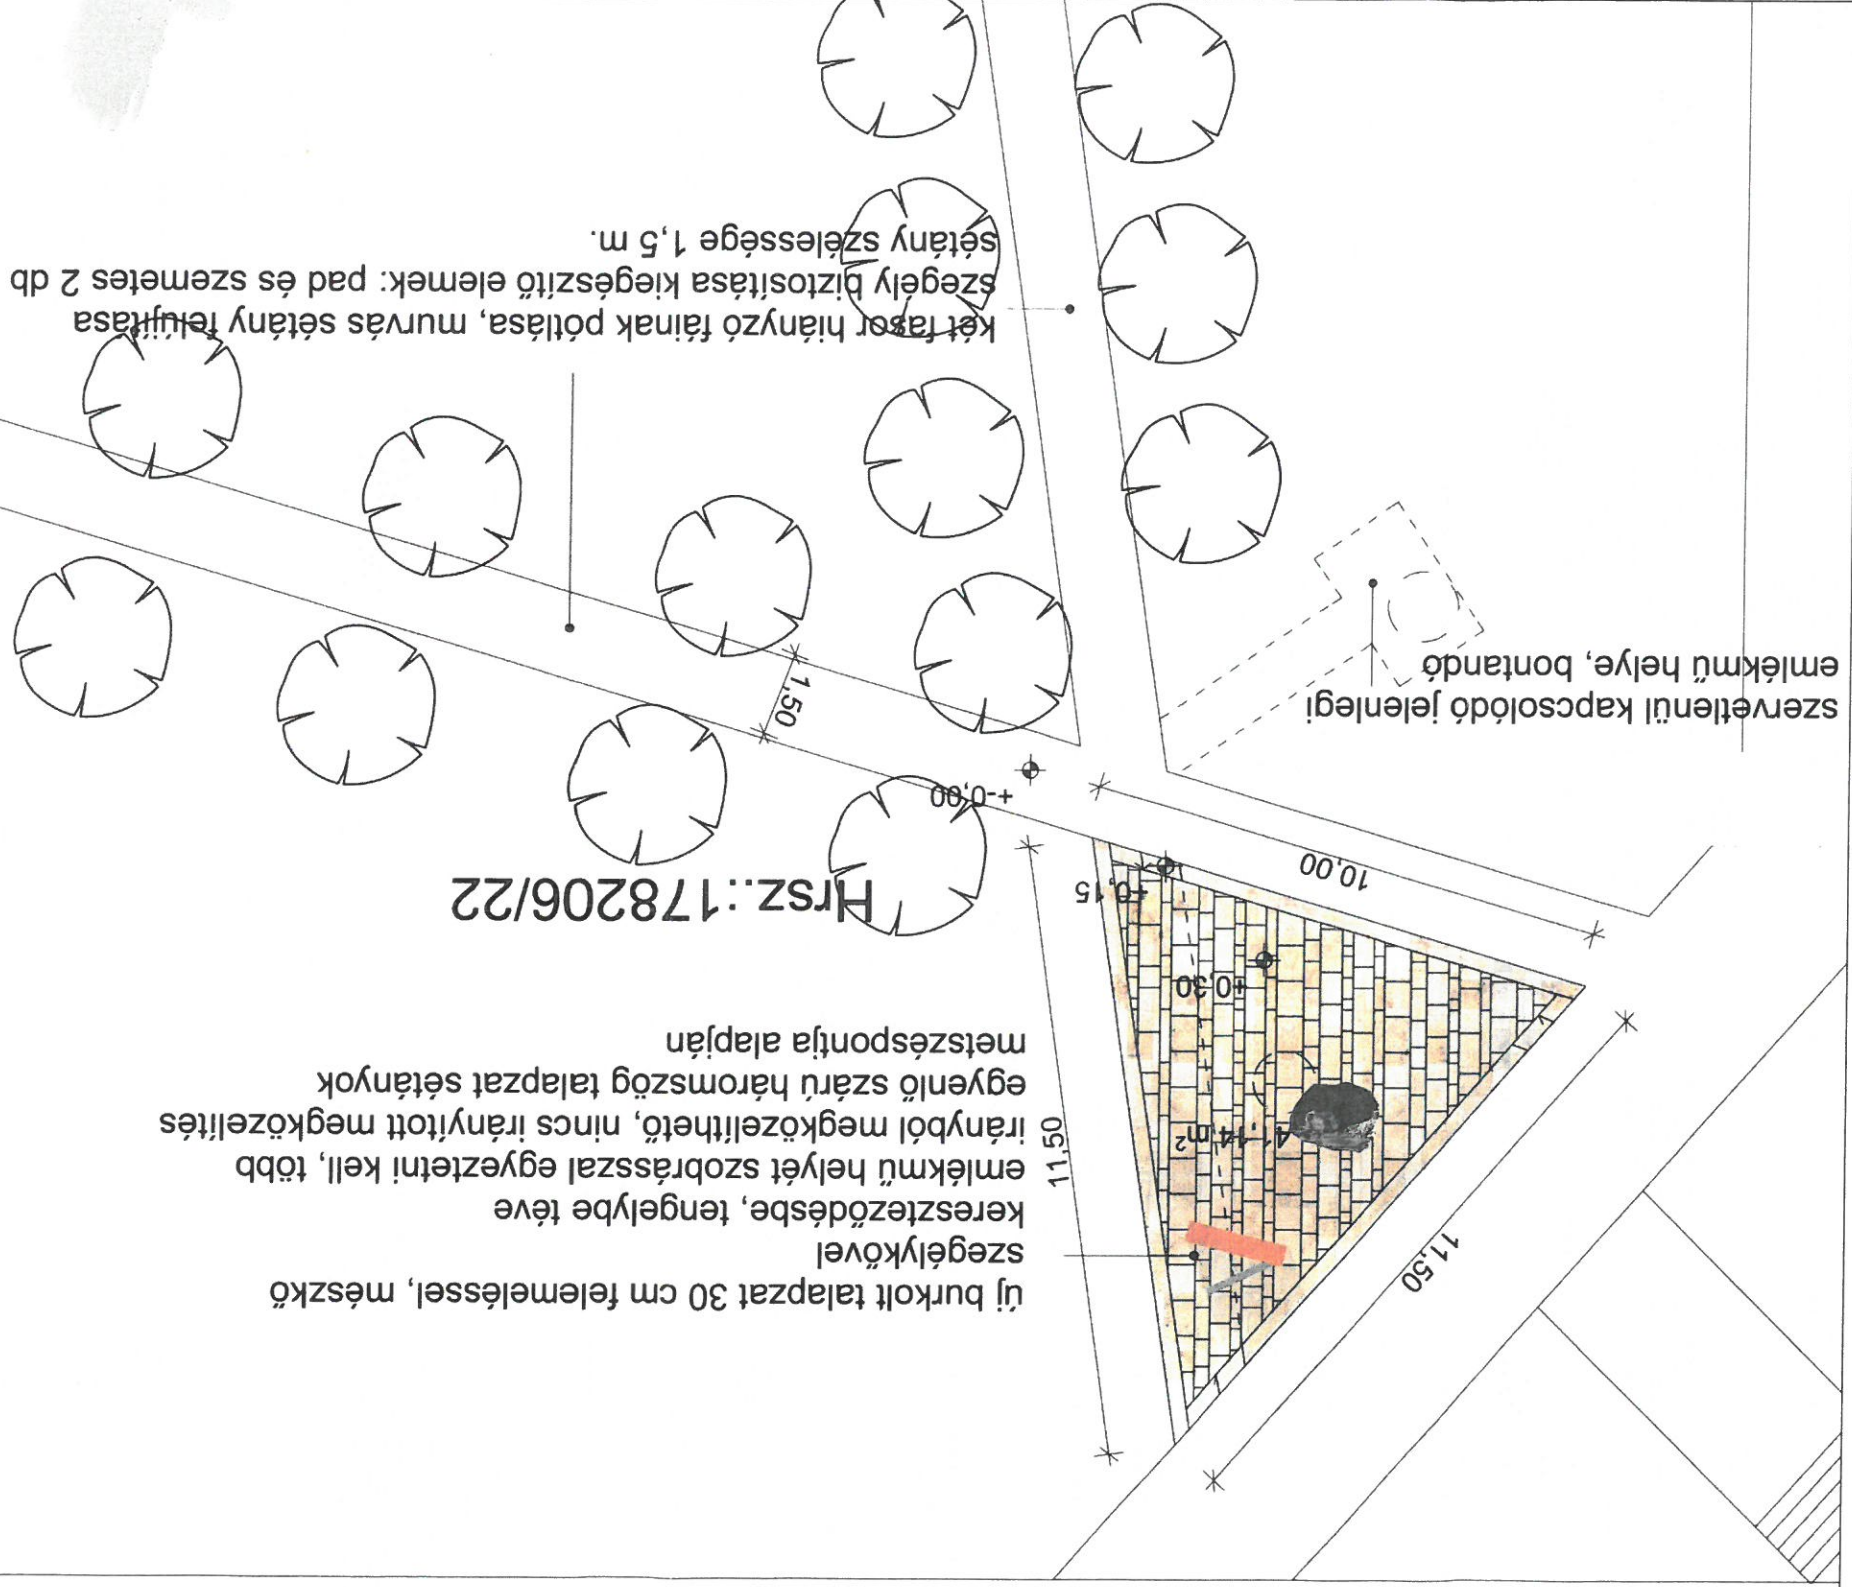 új burkolt talapzat 30 cm felemeléssel, mészkő
szegélykővel
kereszteződésbe, tengelybe téve
emlékmű helyét szobrásszal egyeztetni kell, több
irányból megközelíthető, nincs irányított megközelítés
egyenlő szárú háromszög talapzat sétányok
metszéspontja alapján
11,50
11,50
41,14 m²
+0,30
+0,15
10,00
Hrsz.:178206/22
+-0,00
1,50
szervetlenül kapcsolódó jelenlegi
emlékmű helye, bontandó
két fasor hiányzó fáinak pótlása, murvás sétány felújítása
szegély biztosítása kiegészítő elemek: pad és szemetes 2 db
sétány szélessége 1,5 m.